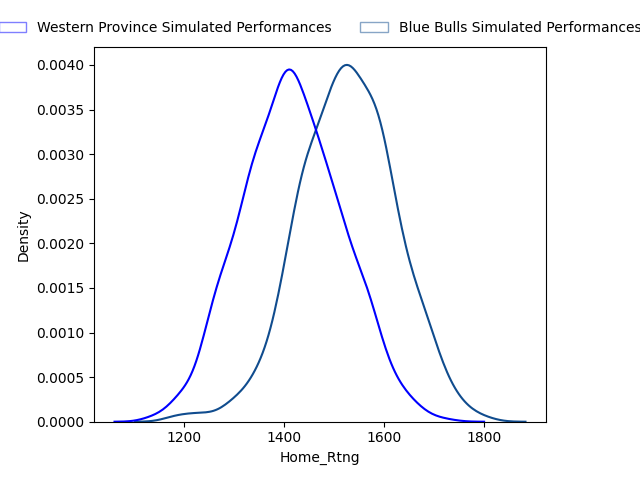 Western Province Simulated Performances
Blue Bulls Simulated Performances
0.0040
0.0035
0.0030
0.0025
0.0020
0.0015
0.0010
0.0005
0.0000
Density
1200 1400 1600 1800
Home_Rtng